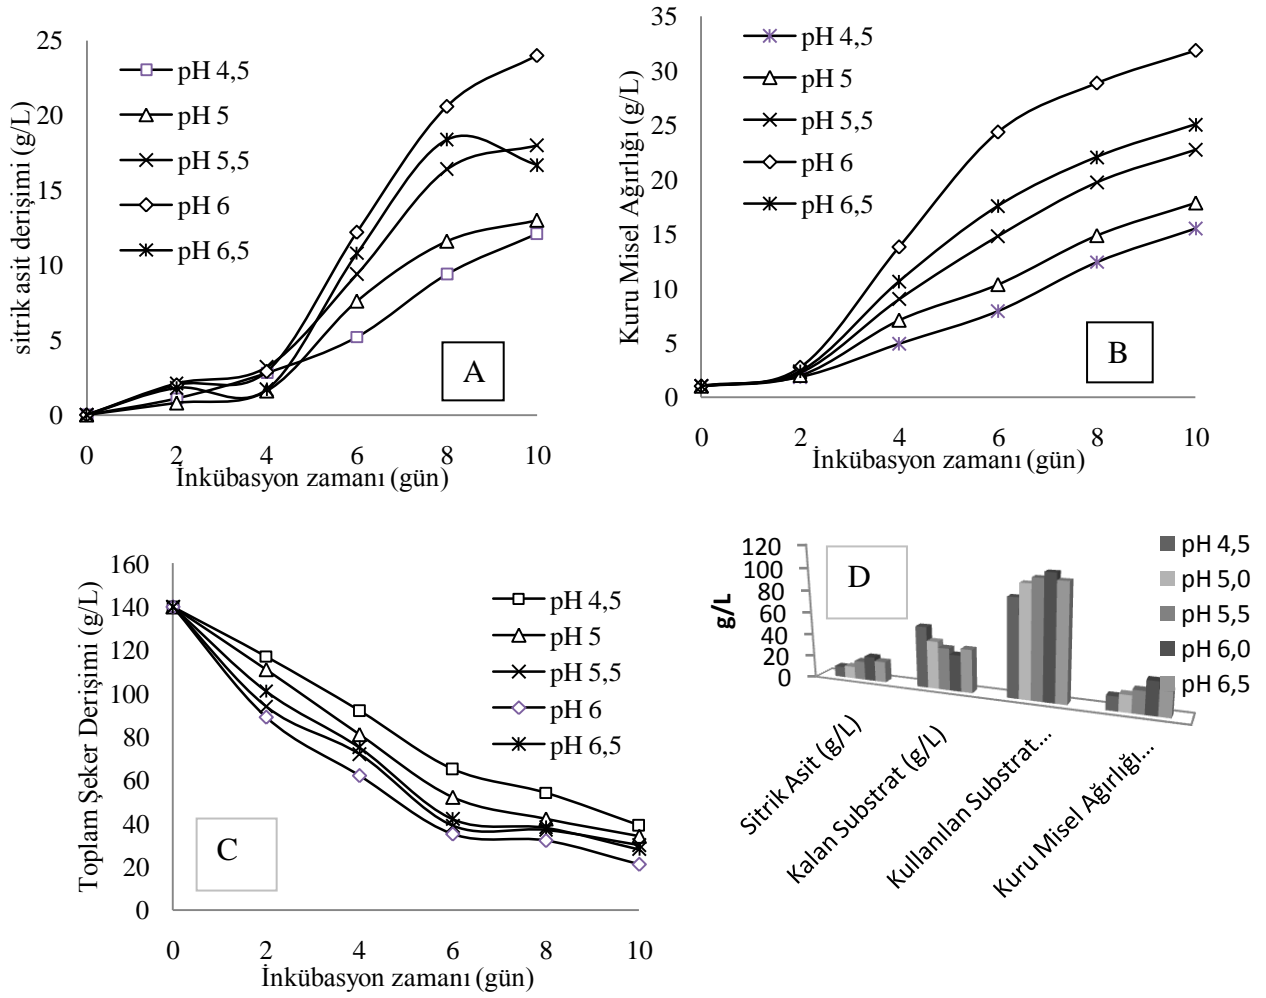 25
20
15
10
5
0
sitrik asit derişimi (g/L)
pH 4,5
pH 5
pH 5,5
pH 6
pH 6,5
A
0 2 4 6 8 10
İnkübasyon zamanı (gün)
35
30
25
20
15
10
5
0
Kuru Misel Ağırlığı (g/L)
pH 4,5
pH 5
pH 5,5
pH 6
pH 6,5
B
0 2 4 6 8 10
İnkübasyon zamanı (gün)
160
140
120
100
80
60
40
20
0
Toplam Şeker Derişimi (g/L)
pH 4,5
pH 5
pH 5,5
pH 6
pH 6,5
C
0 2 4 6 8 10
İnkübasyon zamanı (gün)
120
100
80
60
40
20
0
g/L
D
pH 4,5
pH 5,0
pH 5,5
pH 6,0
pH 6,5
Sitrik Asit (g/L)
Kalan Substrat (g/L)
Kullanılan Substrat...
Kuru Misel Ağırlığı...